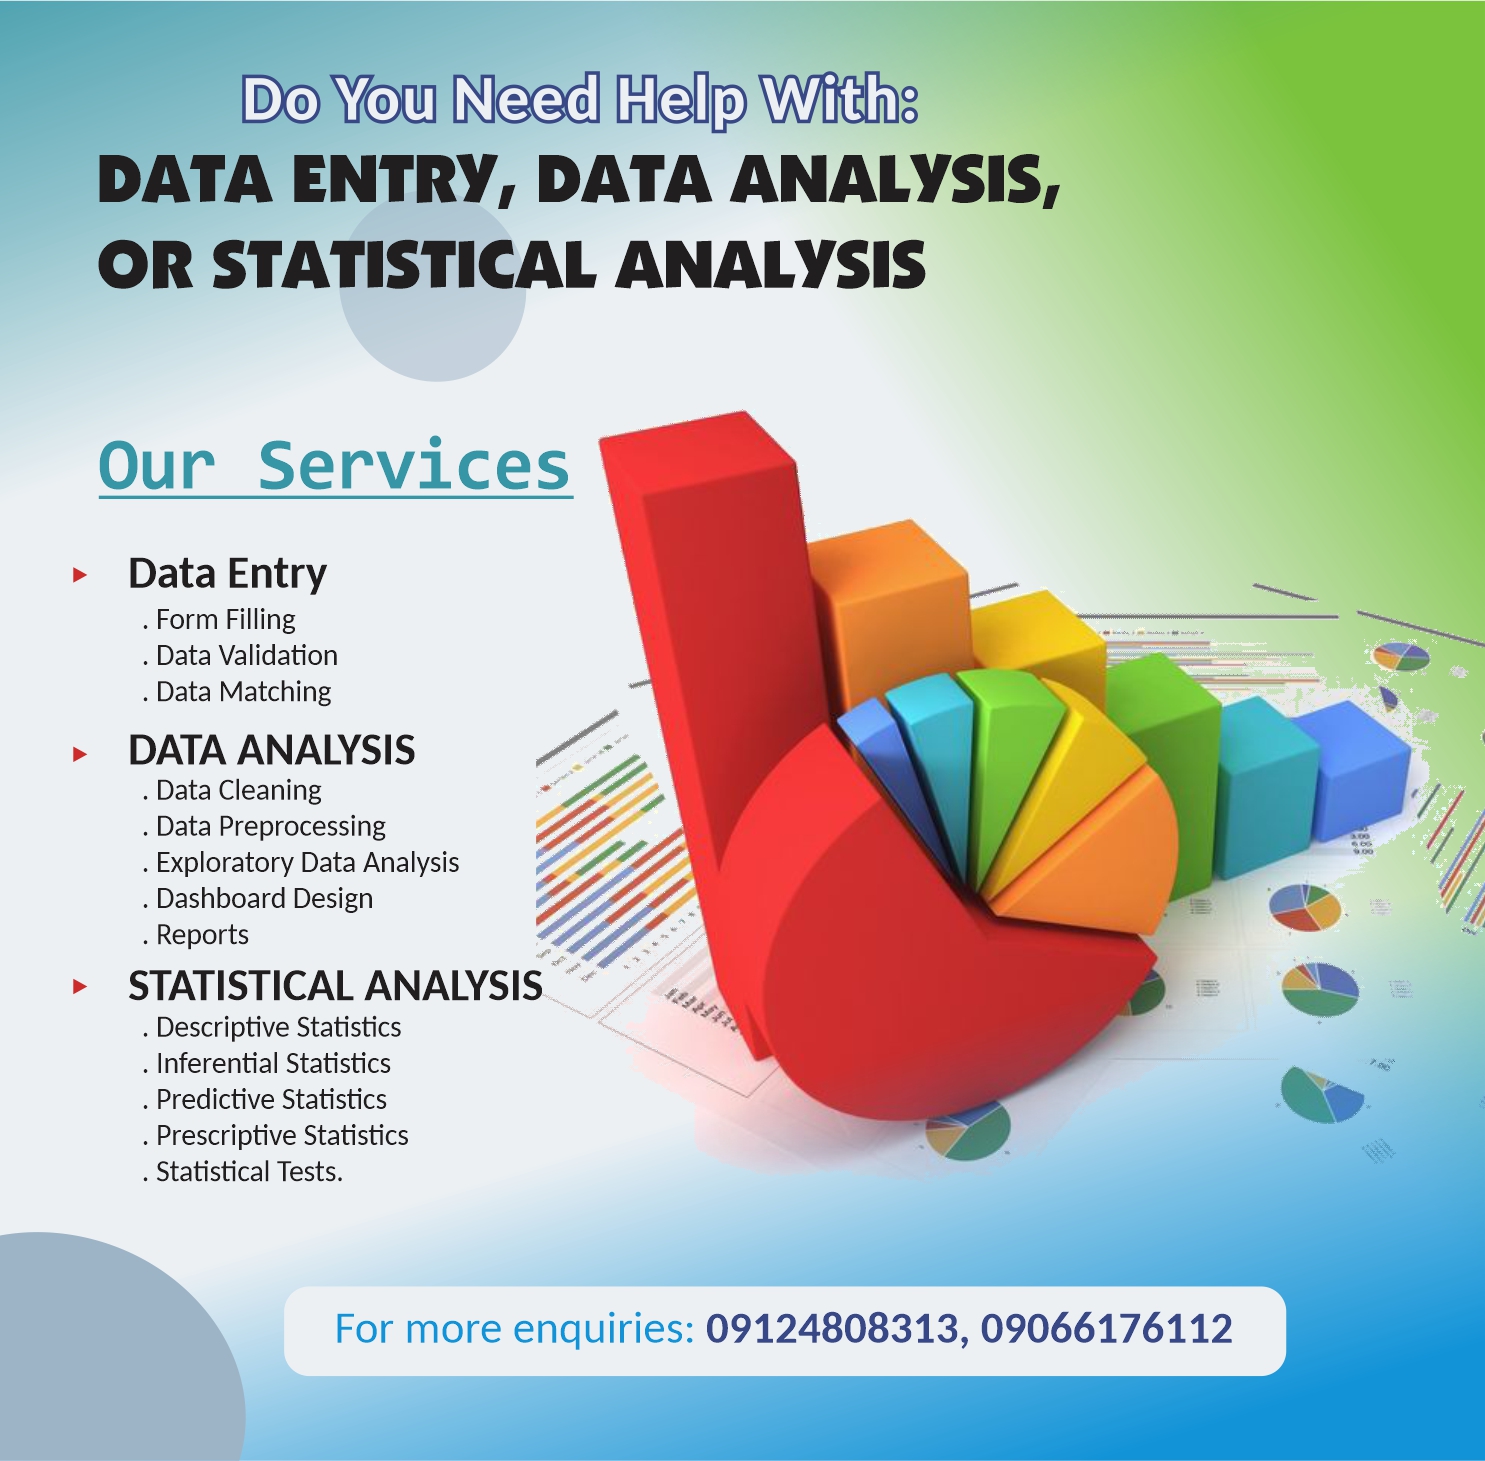 Do You Need Help With:
DATA ENTRY, DATA ANALYSIS,
OR STATISTICAL ANALYSIS
Our Services
Data Entry
. Form Filling
. Data Validation
. Data Matching
DATA ANALYSIS
. Data Cleaning
. Data Preprocessing
. Exploratory Data Analysis
. Dashboard Design
. Reports
STATISTICAL ANALYSIS
. Descriptive Statistics
. Inferential Statistics
. Predictive Statistics
. Prescriptive Statistics
. Statistical Tests.
For more enquiries: 09124808313, 09066176112